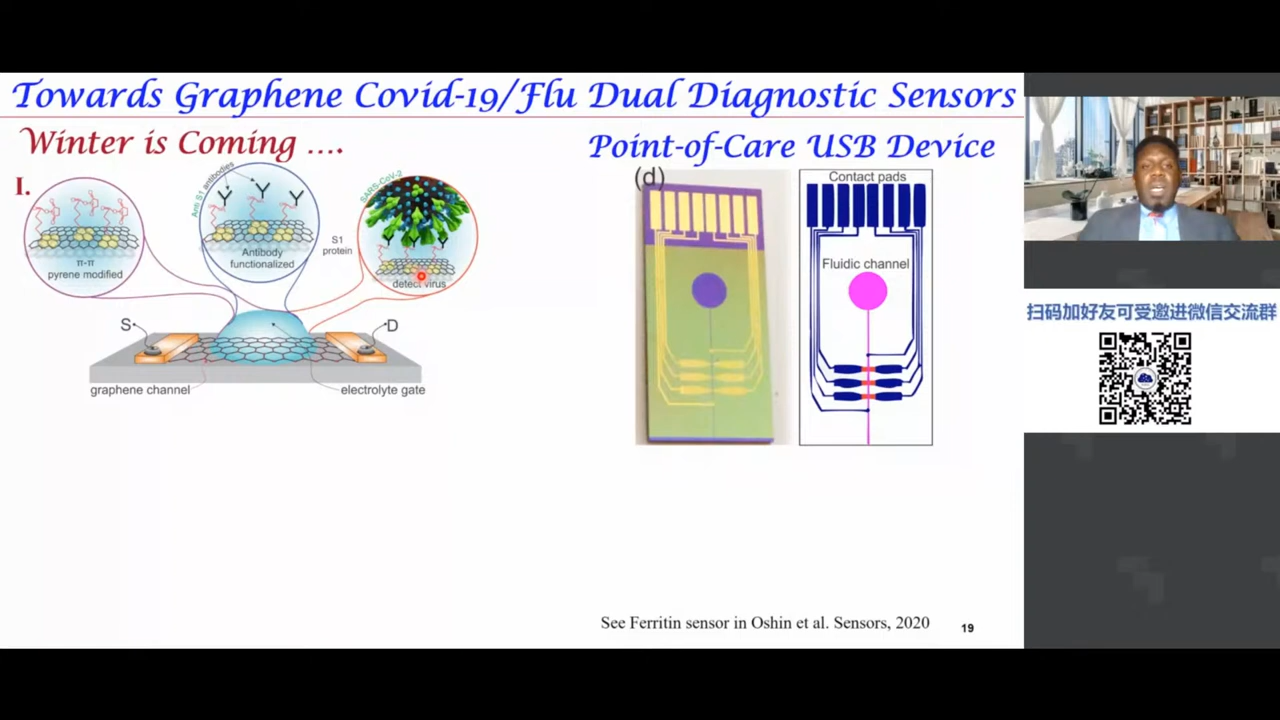 Towards Graphene Covid-19/Flu Dual Diagnostic Sensors
Winter is Coming ....
Point-of-Care USB Device
I.
π-π
pyrene modified
Anti S1 antibodies
Antibody
functionalized
S1
protein
SARS-CoV-2
detect virus
S
D
graphene channel
electrolyte gate
(d)
Contact pads
Fluidic channel
See Ferritin sensor in Oshin et al. Sensors, 2020
19
扫码加好友可受邀进微信交流群